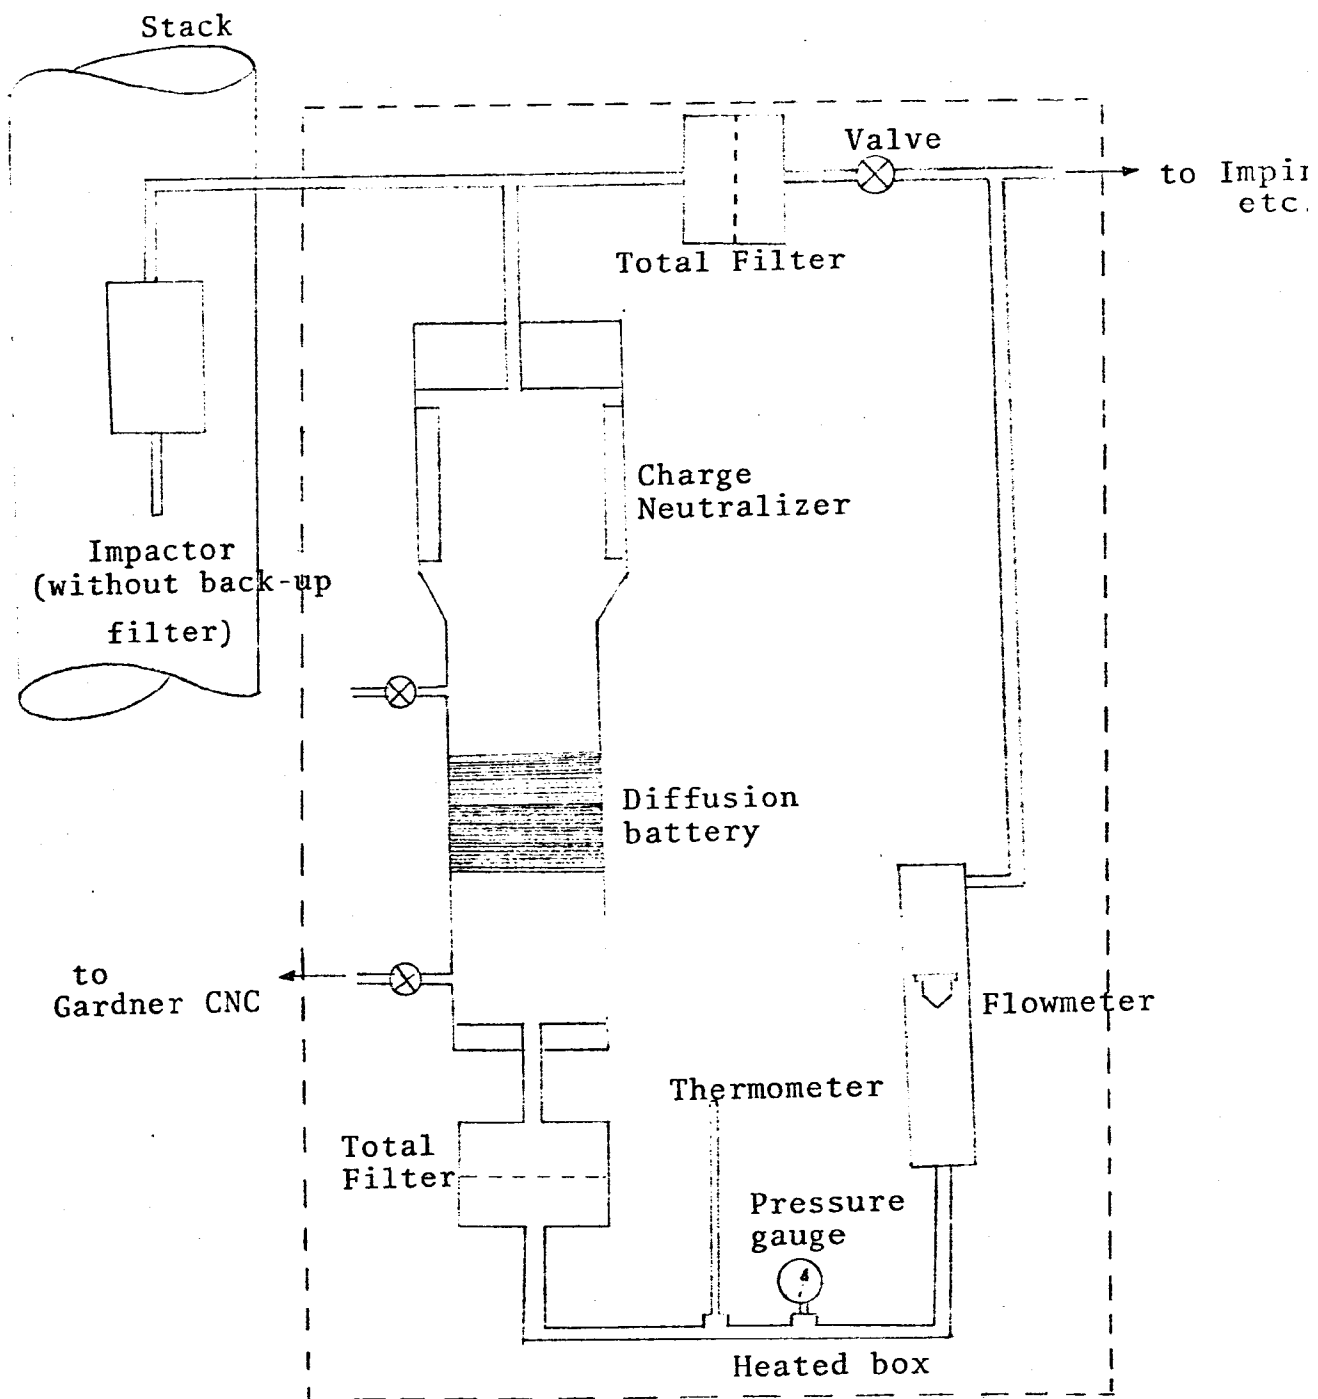 Stack
Valve
to
etc.
Total Filter
Charge
Neutralizer
Impactor
(without back-up
filter)
Diffusion
battery
to
Gardner CNC
Flowmeter
Thermometer
Total
Filter
Pressure
gauge
Heated box